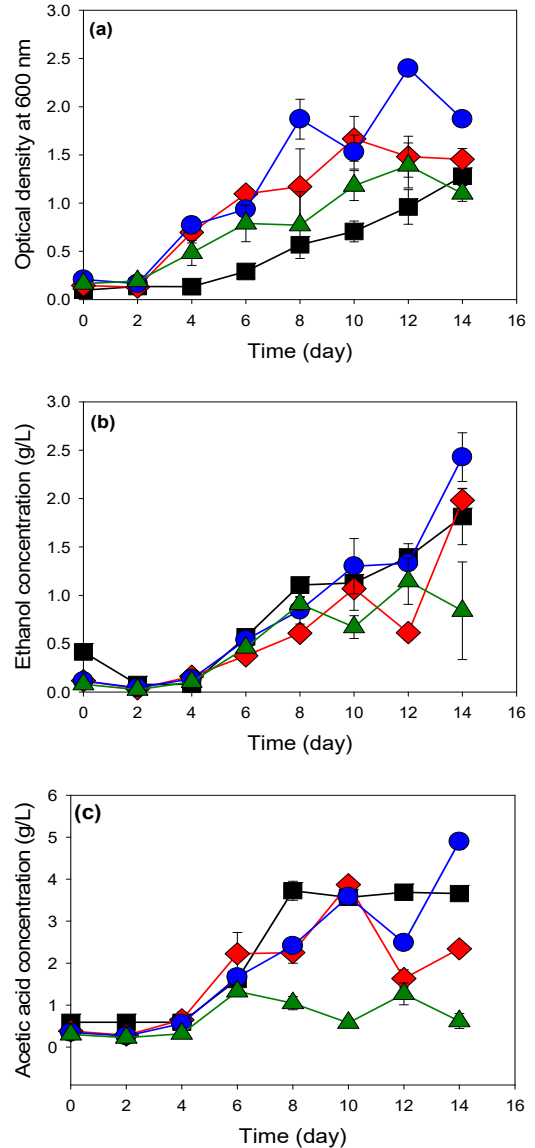 (a)
Optical density at 600 nm
3.0
2.5
2.0
1.5
1.0
0.5
0.0
0 2 4 6 8 10 12 14 16
Time (day)
(b)
Ethanol concentration (g/L)
3.0
2.5
2.0
1.5
1.0
0.5
0.0
0 2 4 6 8 10 12 14 16
Time (day)
(c)
Acetic acid concentration (g/L)
6
5
4
3
2
1
0
0 2 4 6 8 10 12 14 16
Time (day)